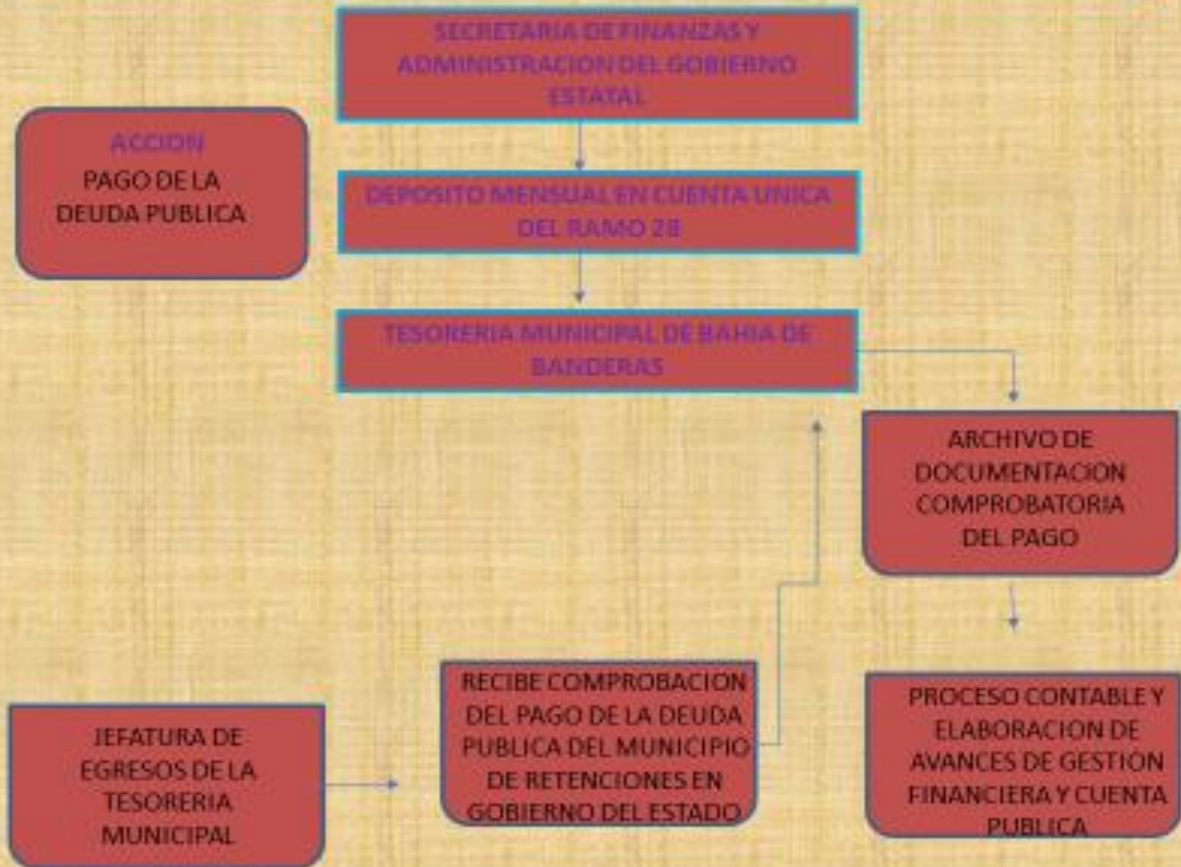 SECRETARIA DE FINANZAS Y
ADMINISTRACION DEL GOBIERNO
ESTATAL
ACCION
PAGO DE LA
DEUDA PUBLICA
DEPOSITO MENSUAL EN CUENTA UNICA
DEL RAMO 28
TESORERIA MUNICIPAL DE BAHIA DE
BANDERAS
ARCHIVO DE
DOCUMENTACION
COMPROBATORIA
DEL PAGO
JEFATURA DE
EGRESOS DE LA
TESORERIA
MUNICIPAL
RECIBE COMPROBACION
DEL PAGO DE LA DEUDA
PUBLICA DEL MUNICIPIO
DE RETENCIONES EN
GOBIERNO DEL ESTADO
PROCESO CONTABLE Y
ELABORACION DE
AVANCES DE GESTION
FINANCIERA Y CUENTA
PUBLICA